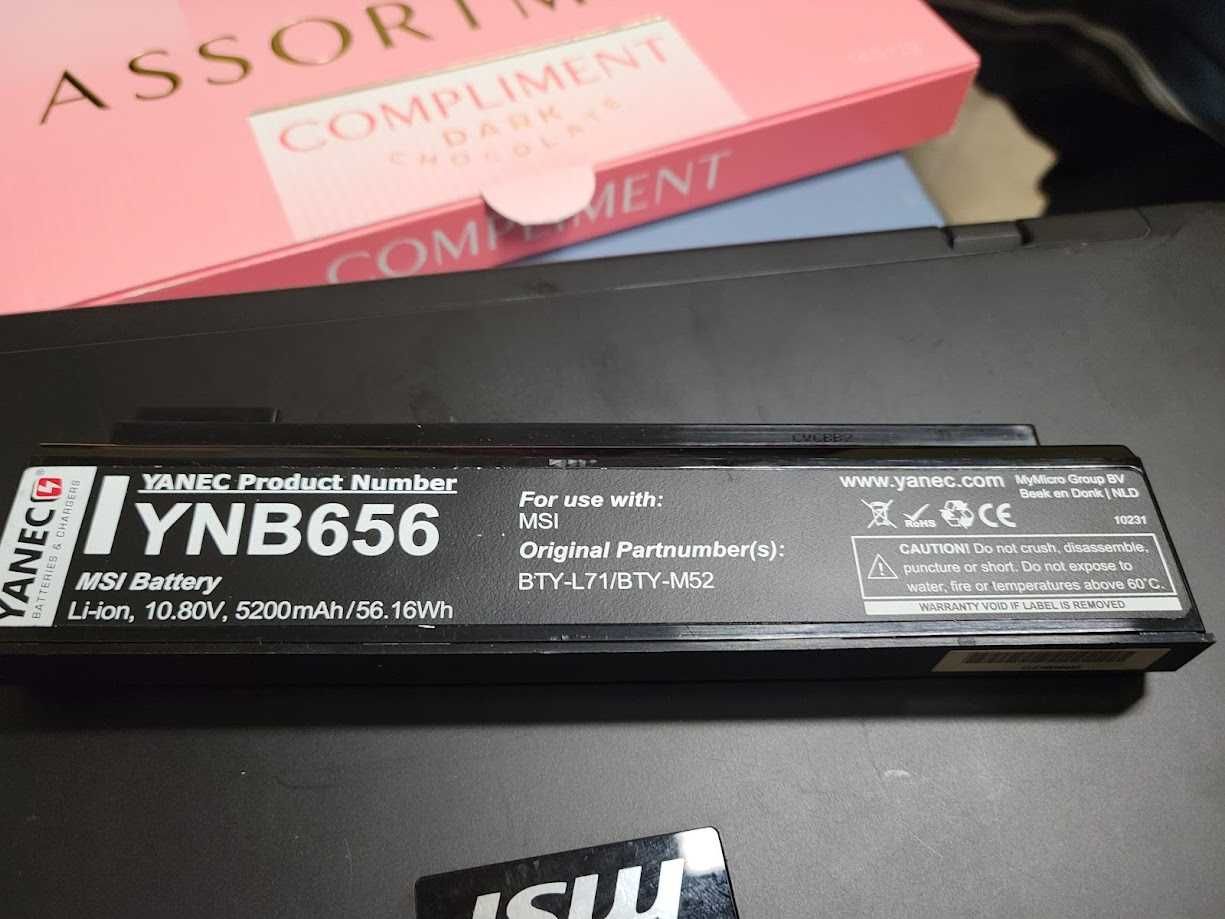 ASSORTM
COMPLIMENT
DARK
CHOCOLATE
COMPLIMENT
CVCBB2
YANEC
BATTERIES & CHARGERS
YANEC Product Number
YNB656
MSI Battery
Li-ion, 10.80V, 5200mAh/56.16Wh
For use with:
MSI
Original Partnumber(s):
BTY-L71/BTY-M52
www.yanec.com
MyMicro Group BV
Beek en Donk | NLD
RoHS
CE
10231
CAUTION! Do not crush, disassemble,
puncture or short. Do not expose to
water, fire or temperatures above 60°C.
WARRANTY VOID IF LABEL IS REMOVED
msi